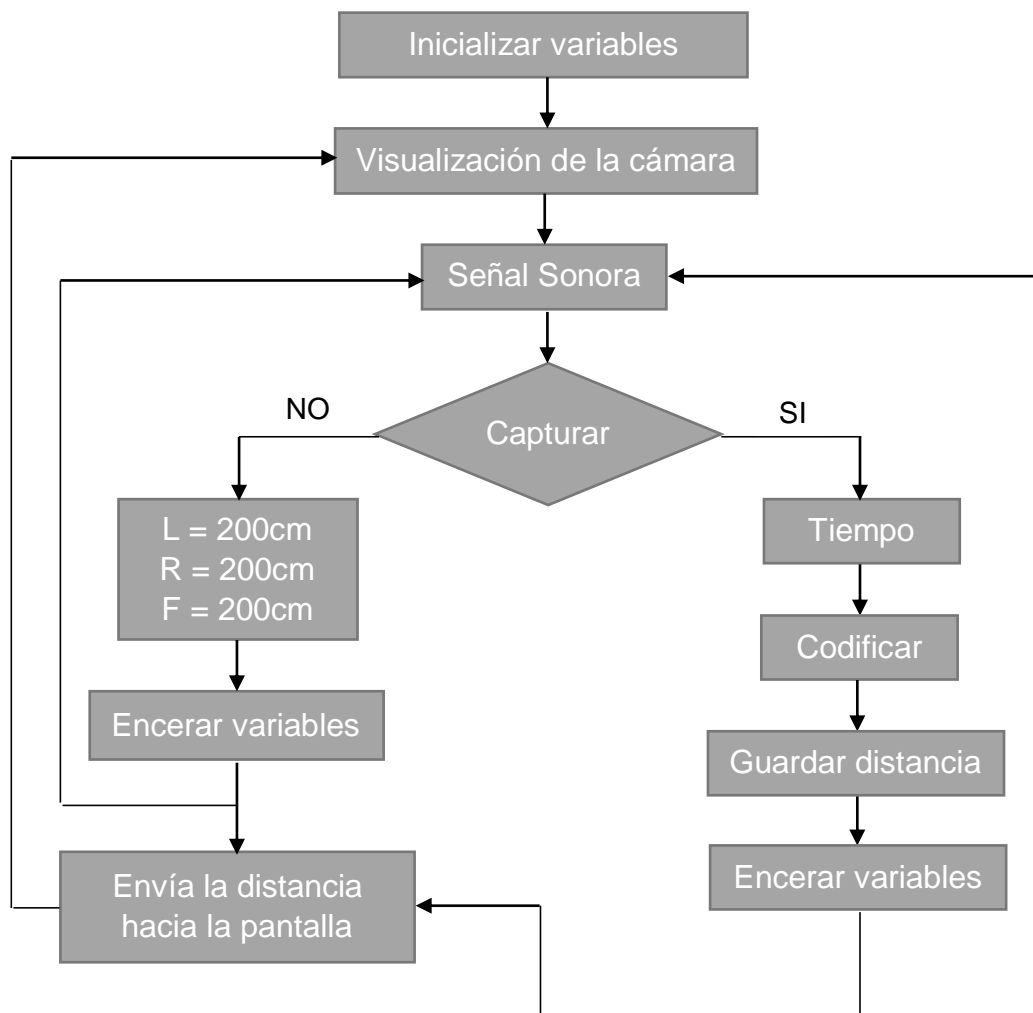 Inicializar variables
Visualización de la cámara
Señal Sonora
Capturar
NO
SI
L = 200cm
R = 200cm
F = 200cm
Encerar variables
Envía la distancia
hacia la pantalla
Tiempo
Codificar
Guardar distancia
Encerar variables